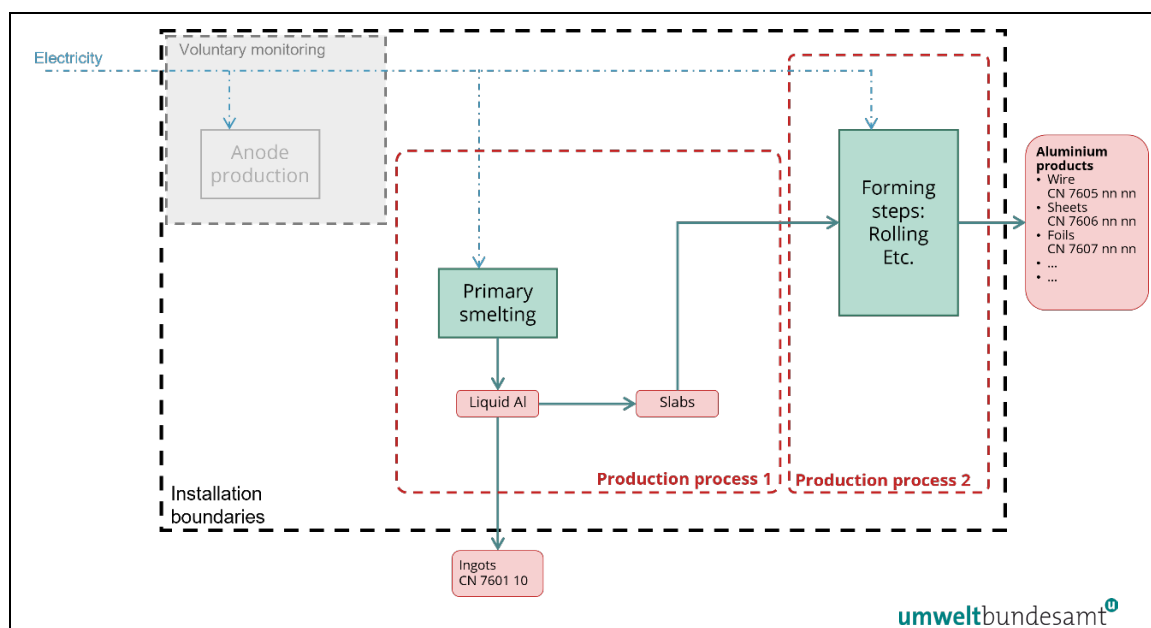 Voluntary monitoring
Electricity
Anode
production
Forming
steps:
Rolling
Etc.
Aluminium
products
• Wire
CN 7605 nn nn
• Sheets
CN 7606 nn nn
• Foils
CN 7607 nn nn
• ...
• ...
Primary
smelting
Liquid Al
Slabs
Production process 1
Production process 2
Installation
boundaries
Ingots
CN 7601 10
umweltbundesamt
u